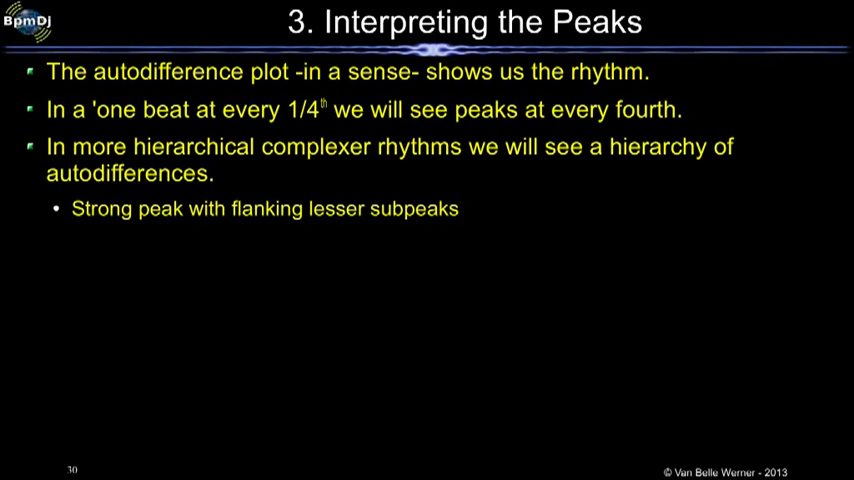 BpmDj
3. Interpreting the Peaks
The autodifference plot -in a sense- shows us the rhythm.
In a 'one beat at every 1/4th we will see peaks at every fourth.
In more hierarchical complexer rhythms we will see a hierarchy of
autodifferences.
• Strong peak with flanking lesser subpeaks
30
© Van Belle Werner - 2013